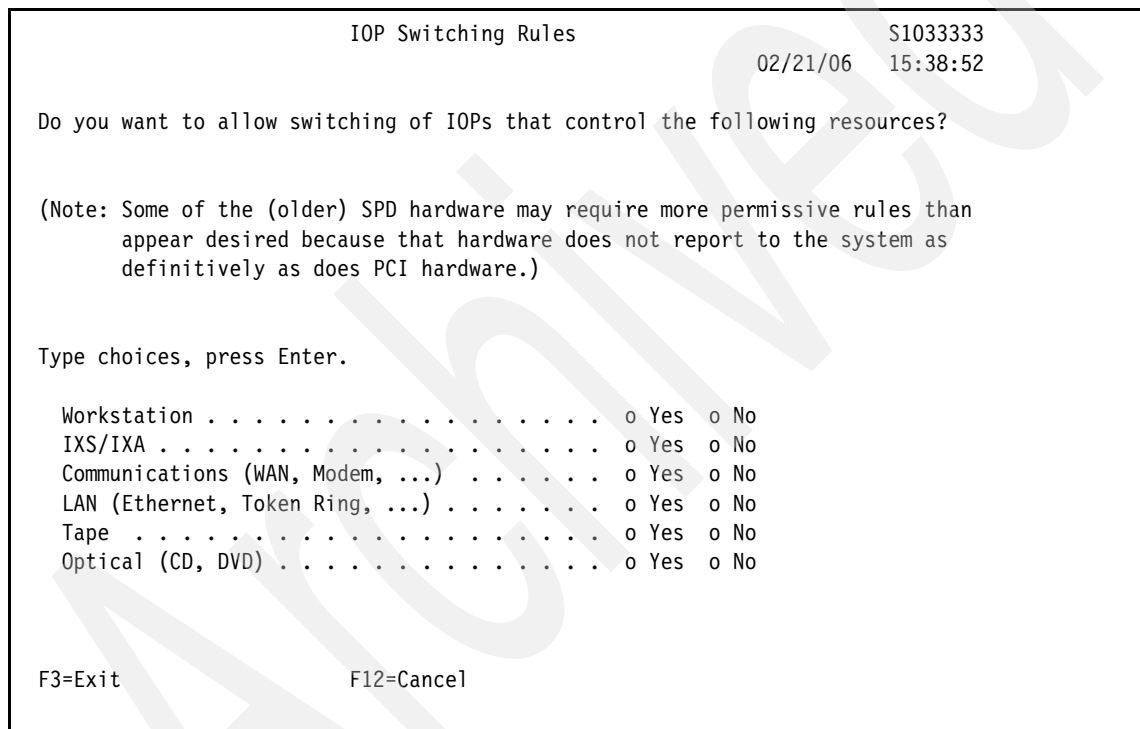 IOP Switching Rules S1033333
02/21/06 15:38:52
Do you want to allow switching of IOPs that control the following resources?
(Note: Some of the (older) SPD hardware may require more permissive rules than
appear desired because that hardware does not report to the system as
definitively as does PCI hardware.)
Type choices, press Enter.
Workstation . . . . . . . . . . . . . . . . . o Yes o No
IXS/IXA . . . . . . . . . . . . . . . . . . . o Yes o No
Communications (WAN, Modem, ...) . . . . . . o Yes o No
LAN (Ethernet, Token Ring, ...) . . . . . . . o Yes o No
Tape . . . . . . . . . . . . . . . . . . . . o Yes o No
Optical (CD, DVD) . . . . . . . . . . . . . . o Yes o No
F3=Exit F12=Cancel
Archived